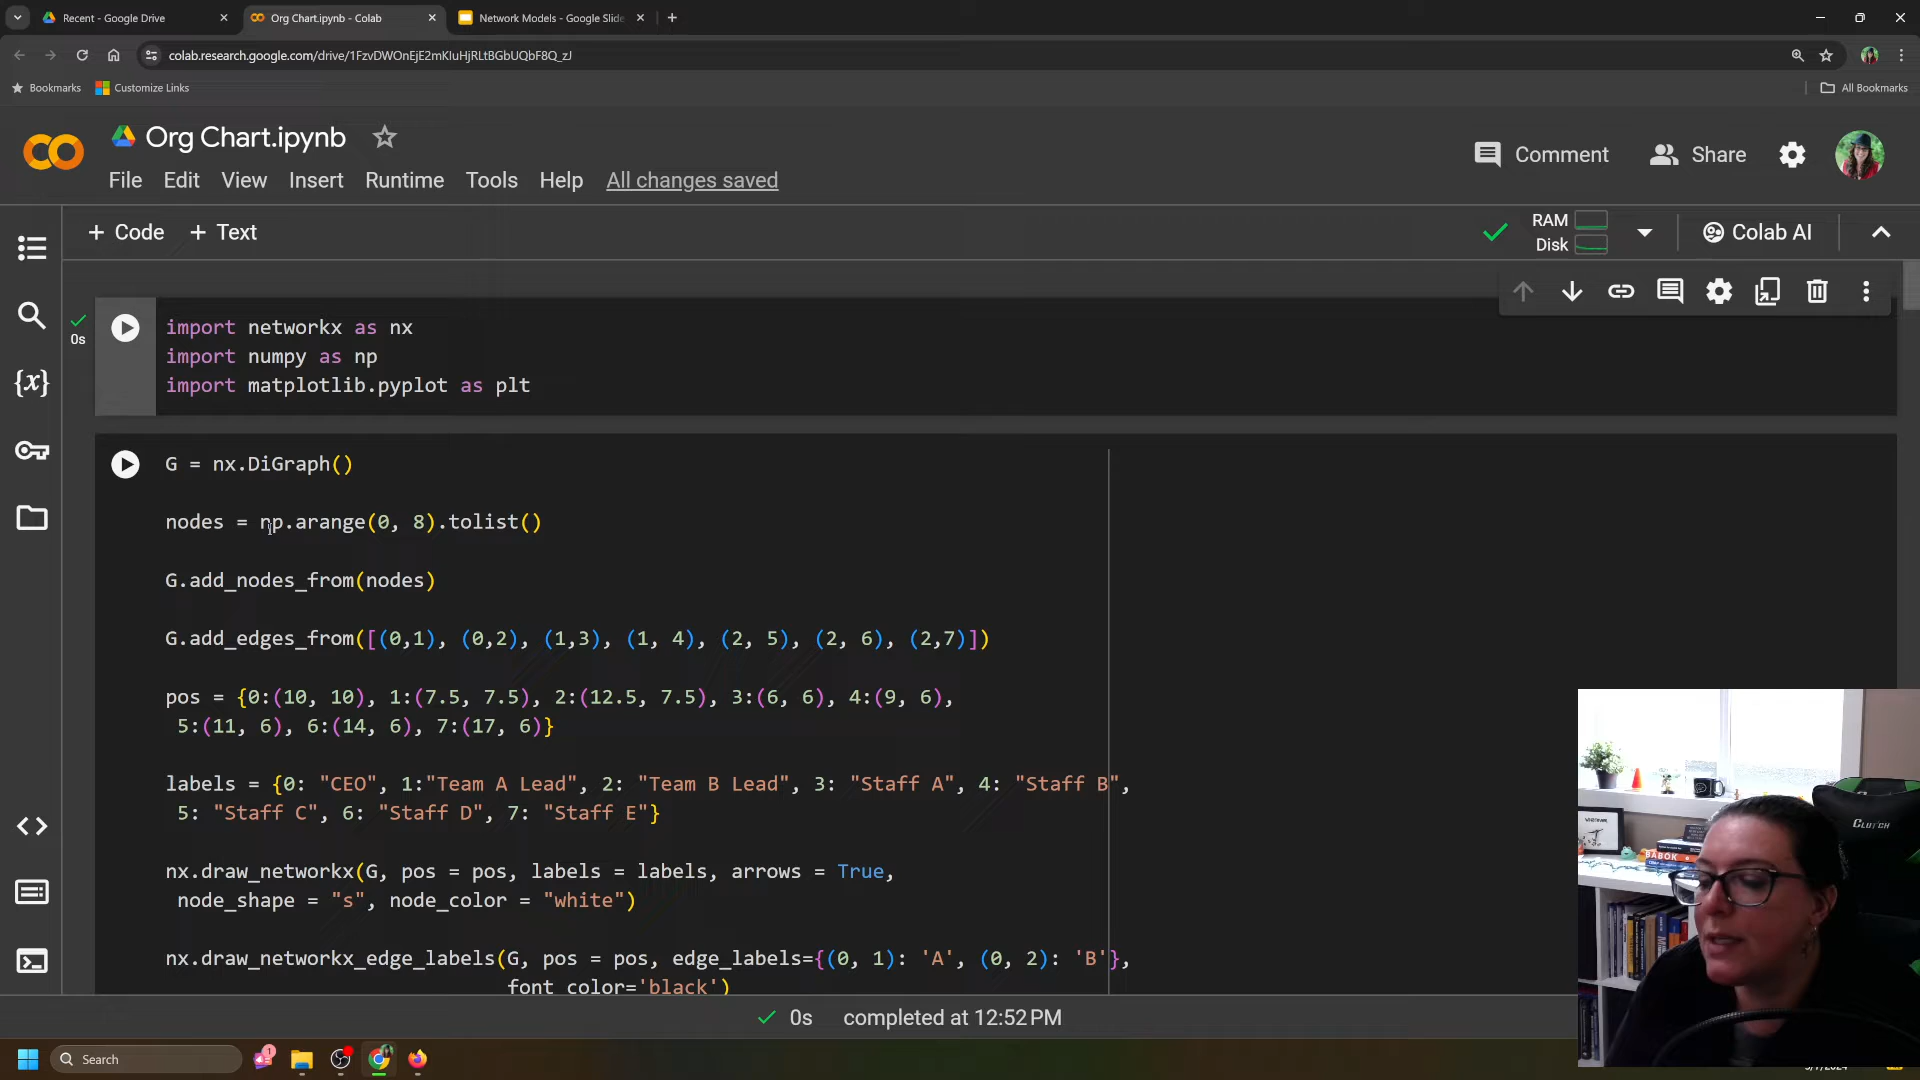 Recent - Google Drive
Org Chart.ipynb - Colab
Network Models - Google Slide
colab.research.google.com/drive/1FzvDWOnEjE2mKIuHjRLtBGbUQbF8Q_zJ
Bookmarks
Customize Links
All Bookmarks
Org Chart.ipynb
Comment
Share
File Edit View Insert Runtime Tools Help All changes saved
+ Code + Text
RAM
Disk
Colab AI
0s
import networkx as nx
import numpy as np
import matplotlib.pyplot as plt
G = nx.DiGraph()
nodes = np.arange(0, 8).tolist()
G.add_nodes_from(nodes)
G.add_edges_from([(0,1), (0,2), (1,3), (1, 4), (2, 5), (2, 6), (2,7)])
pos = {0:(10, 10), 1:(7.5, 7.5), 2:(12.5, 7.5), 3:(6, 6), 4:(9, 6),
5:(11, 6), 6:(14, 6), 7:(17, 6)}
labels = {0: "CEO", 1:"Team A Lead", 2: "Team B Lead", 3: "Staff A", 4: "Staff B",
5: "Staff C", 6: "Staff D", 7: "Staff E"}
nx.draw_networkx(G, pos = pos, labels = labels, arrows = True,
node_shape = "s", node_color = "white")
nx.draw_networkx_edge_labels(G, pos = pos, edge_labels={(0, 1): 'A', (0, 2): 'B'},
font_color='black')
0s completed at 12:52 PM
CLUTCH
BABOK
Search
1